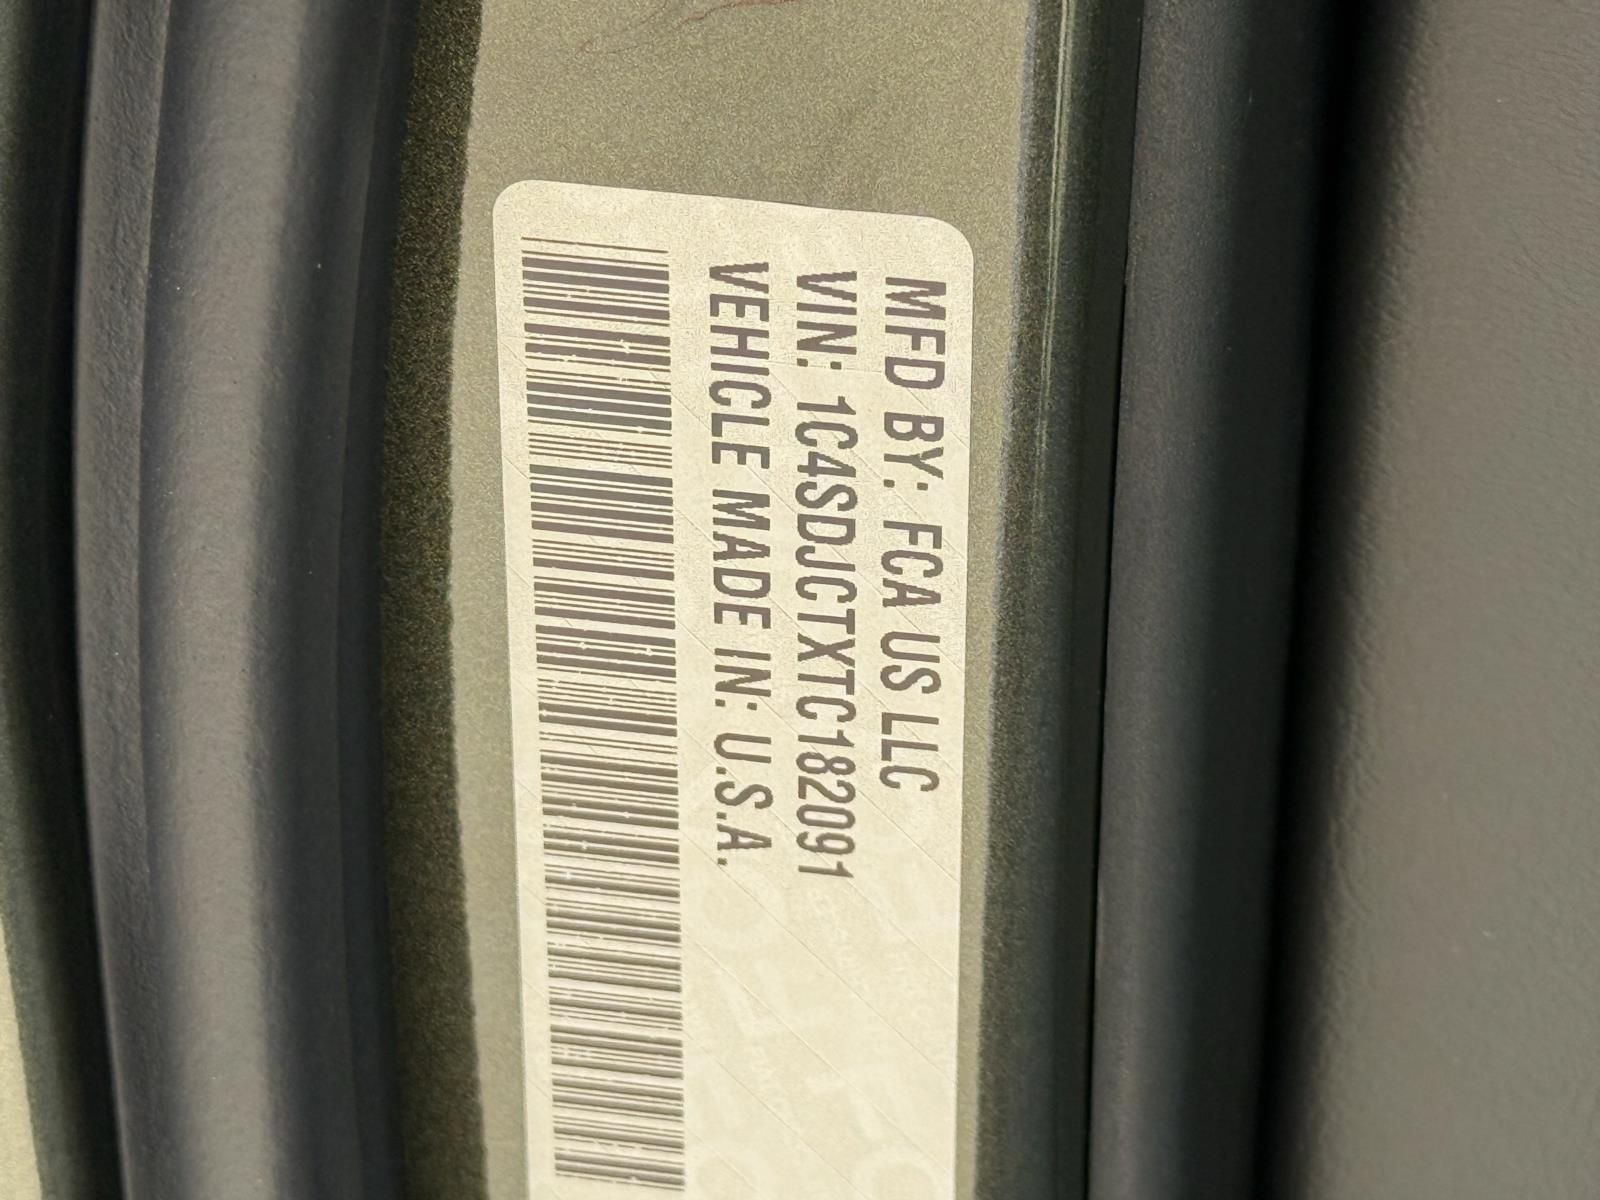 MFD BY: FCA US LLC
VIN: 1C4SDJCTXTC182091
VEHICLE MADE IN: U.S.A.